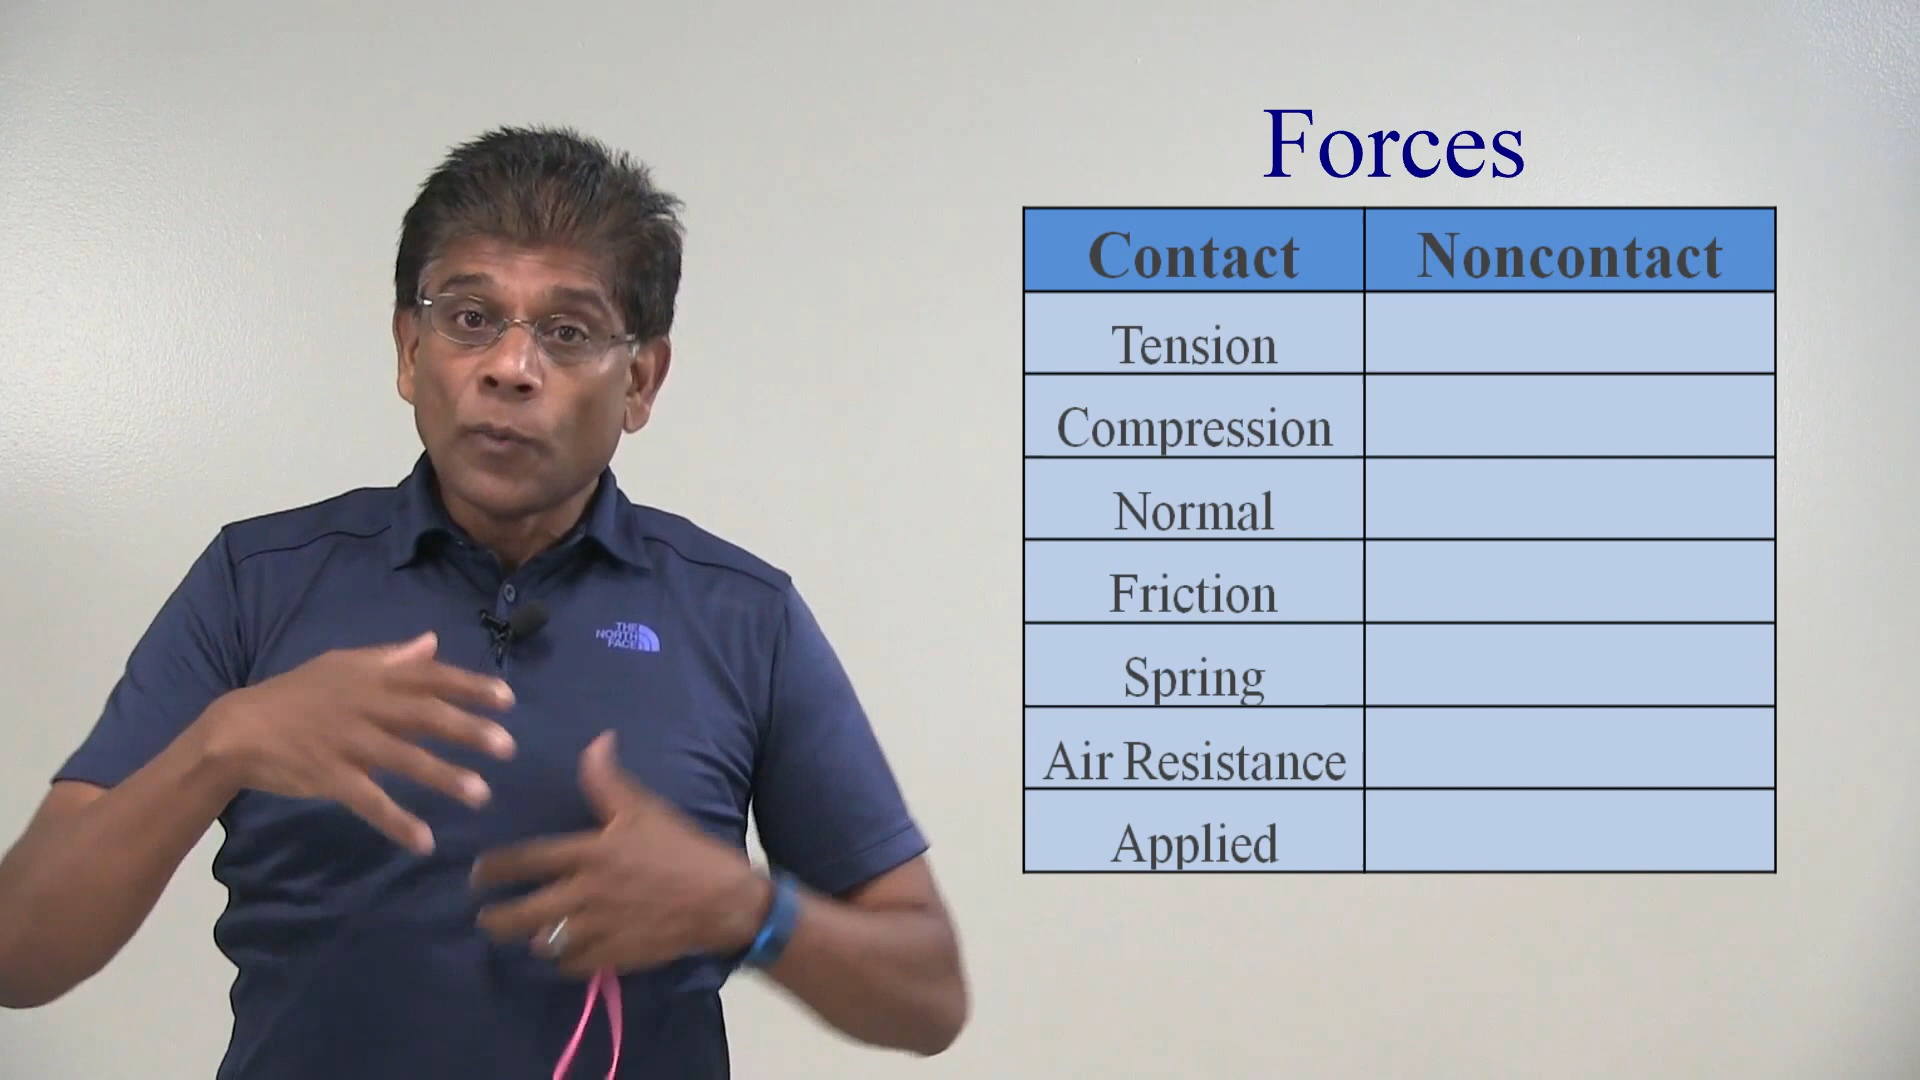 Forces
Contact Noncontact
Tension
Compression
Normal
Friction
Spring
Air Resistance
Applied
THE
NORTH
FACE